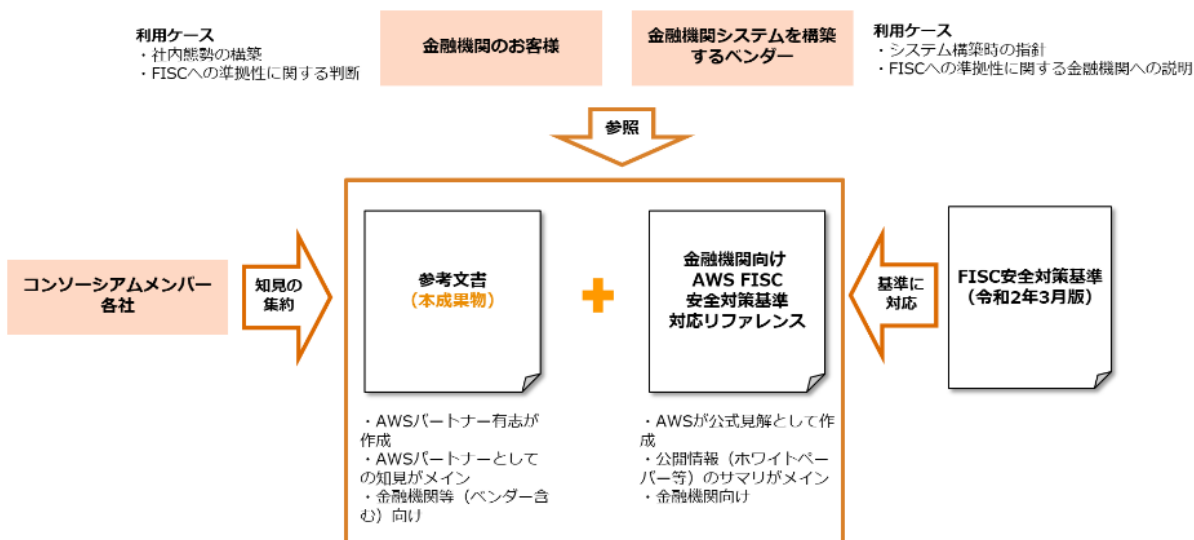 利用ケース
・社内態勢の構築
・FISCへの準拠性に関する判断
金融機関のお客様
金融機関システムを構築
するベンダー
利用ケース
・システム構築時の指針
・FISCへの準拠性に関する金融機関への説明
参照
コンソーシアムメンバー
各社
知見の
集約
参考文書
（本成果物）
金融機関向け
AWS FISC
安全対策基準
対応リファレンス
基準に
対応
FISC安全対策基準
（令和2年3月版）
・AWSパートナー有志が
作成
・AWSパートナーとして
の知見がメイン
・金融機関等（ベンダー含
む）向け
・AWSが公式見解として作
成
・公開情報（ホワイトペー
パー等）のサマリがメイン
・金融機関向け